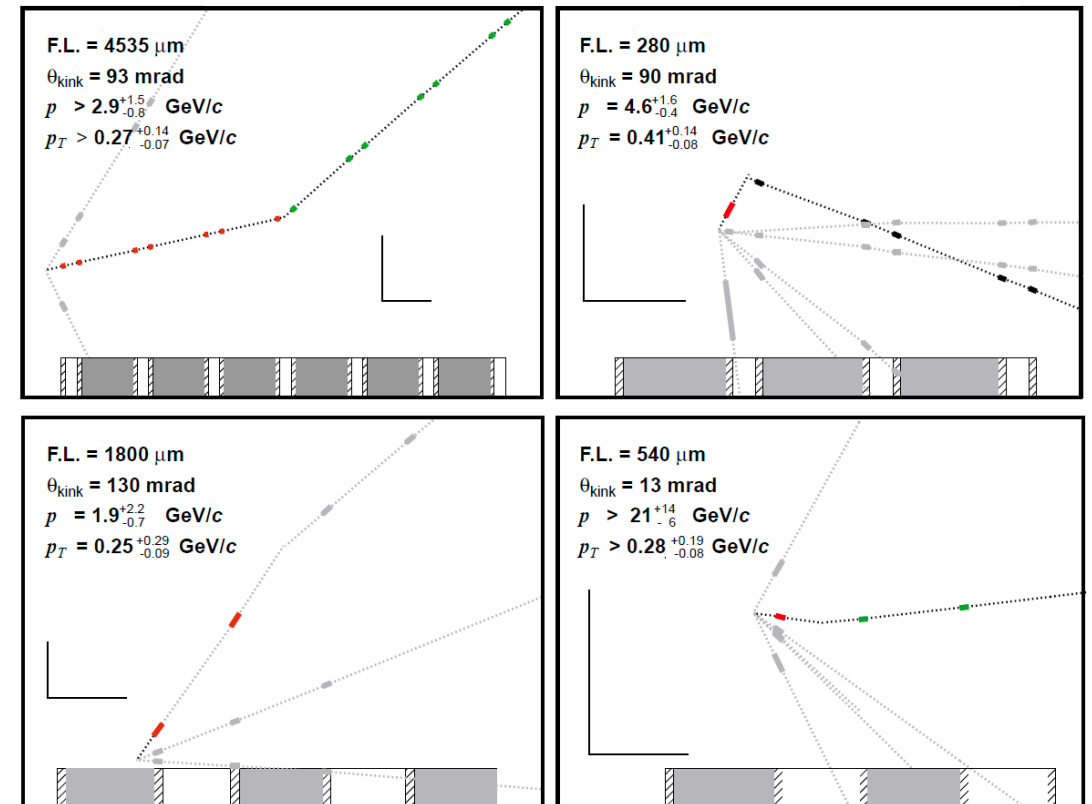 F.L. = 4535 μm
θkink = 93 mrad
p > 2.9 +1.5 -0.8 GeV/c
pT > 0.27 +0.14 -0.07 GeV/c
F.L. = 280 μm
θkink = 90 mrad
p = 4.6 +1.6 -0.4 GeV/c
pT = 0.41 +0.14 -0.08 GeV/c
F.L. = 1800 μm
θkink = 130 mrad
p = 1.9 +2.2 -0.7 GeV/c
pT = 0.25 +0.29 -0.09 GeV/c
F.L. = 540 μm
θkink = 13 mrad
p > 21 +14 - 6 GeV/c
pT > 0.28 +0.19 -0.08 GeV/c